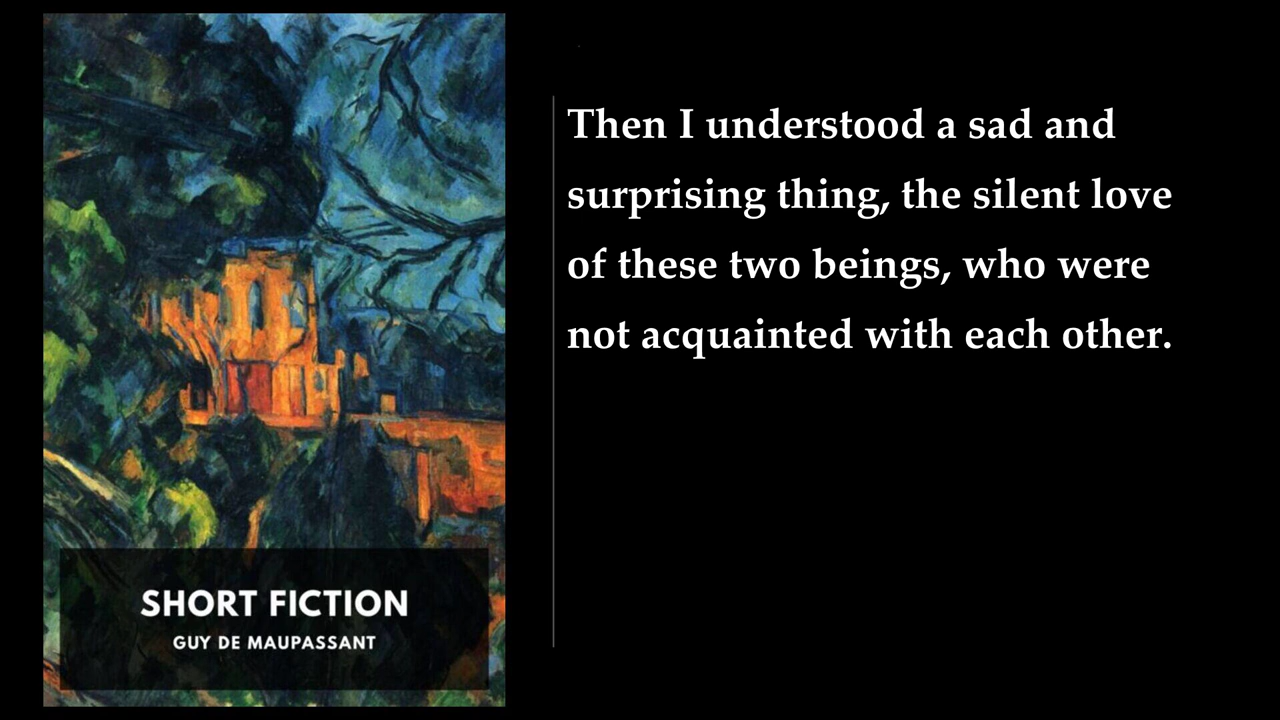 Then I understood a sad and
surprising thing, the silent love
of these two beings, who were
not acquainted with each other.
SHORT FICTION
GUY DE MAUPASSANT